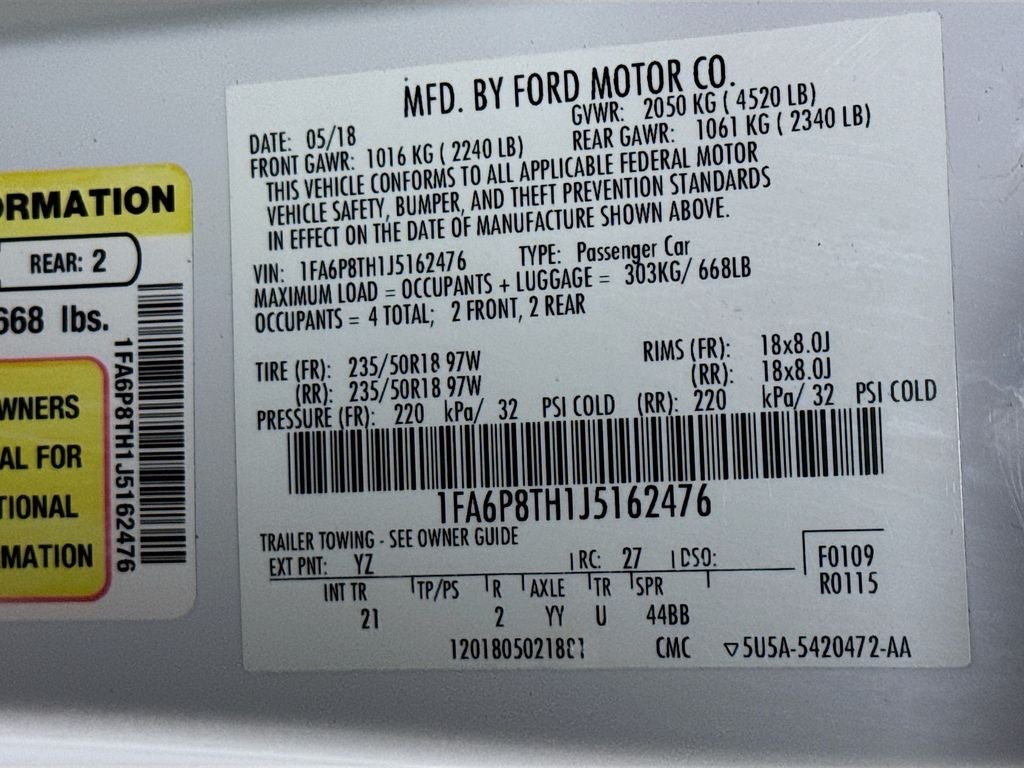 ORMATION
REAR: 2
668 lbs.
WNERS
AL FOR
TIONAL
MATION
1FA6P8TH1J5162476
MFD. BY FORD MOTOR CO.
DATE: 05/18 GVWR: 2050 KG ( 4520 LB)
FRONT GAWR: 1016 KG ( 2240 LB) REAR GAWR: 1061 KG ( 2340 LB)
THIS VEHICLE CONFORMS TO ALL APPLICABLE FEDERAL MOTOR
VEHICLE SAFETY, BUMPER, AND THEFT PREVENTION STANDARDS
IN EFFECT ON THE DATE OF MANUFACTURE SHOWN ABOVE.
VIN: 1FA6P8TH1J5162476 TYPE: Passenger Car
MAXIMUM LOAD = OCCUPANTS + LUGGAGE = 303KG/ 668LB
OCCUPANTS = 4 TOTAL; 2 FRONT, 2 REAR
TIRE (FR): 235/50R18 97W RIMS (FR): 18x8.0J
(RR): 235/50R18 97W (RR): 18x8.0J
PRESSURE (FR): 220 kPa/ 32 PSI COLD (RR): 220 kPa/ 32 PSI COLD
1FA6P8TH1J5162476
TRAILER TOWING - SEE OWNER GUIDE
EXT PNT: YZ RC: 27 DSO: F0109
INT TR TP/PS R AXLE TR SPR R0115
21 2 YY U 44BB
CMC ▽5U5A-5420472-AA